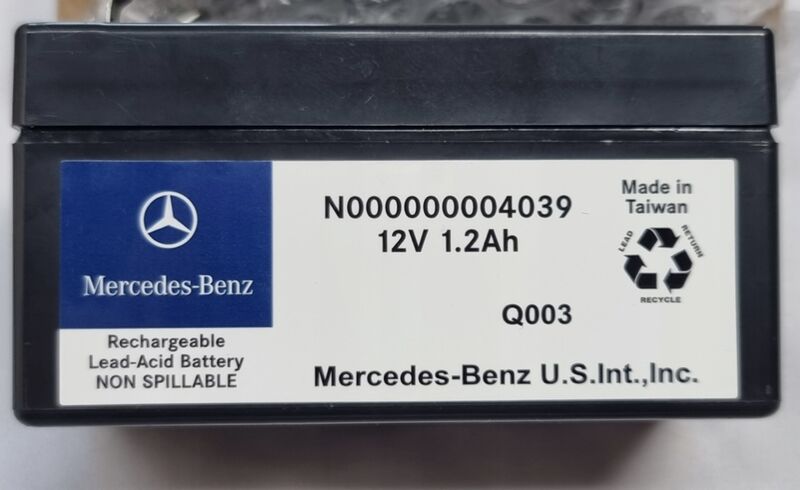 Mercedes-Benz
Rechargeable
Lead-Acid Battery
NON SPILLABLE
N000000004039
12V 1.2Ah
Made in
Taiwan
LEAD
RETURN
RECYCLE
Q003
Mercedes-Benz U.S.Int.,Inc.